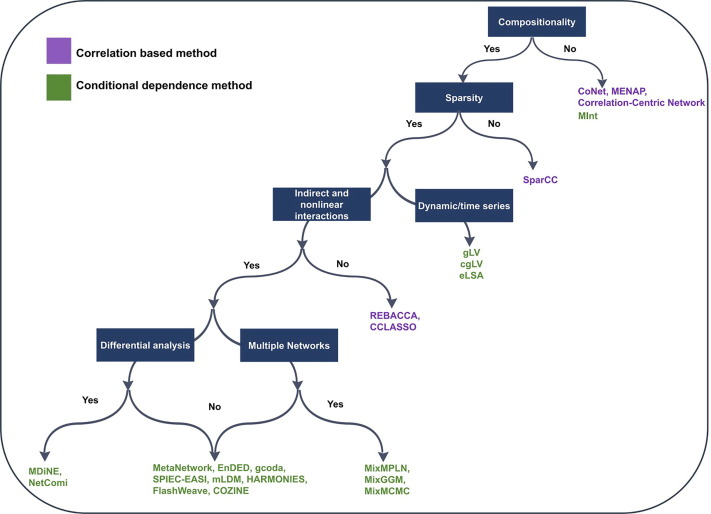 Compositionality
Correlation based method
Conditional dependence method
Yes
No
CoNet, MENAP,
Correlation-Centric Network
MInt
Sparsity
Yes
No
SparCC
Indirect and
nonlinear
interactions
Dynamic/time series
gLV
cgLV
eLSA
Yes
No
REBACCA,
CCLASSO
Differential analysis
Multiple Networks
Yes
No
Yes
MDiNE,
NetComi
MetaNetwork, EnDED, gcoda,
SPIEC-EASI, mLDM, HARMONIES,
FlashWeave, COZINE
MixMPLN,
MixGGM,
MixMCMC